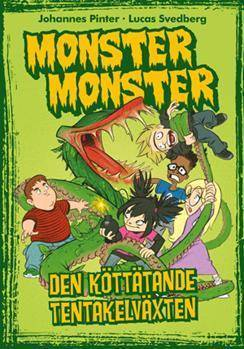 Johannes Pinter · Lucas Svedberg
MONSTER
MONSTER
DEN KÖTTÄTANDE
TENTAKELVÄXTEN